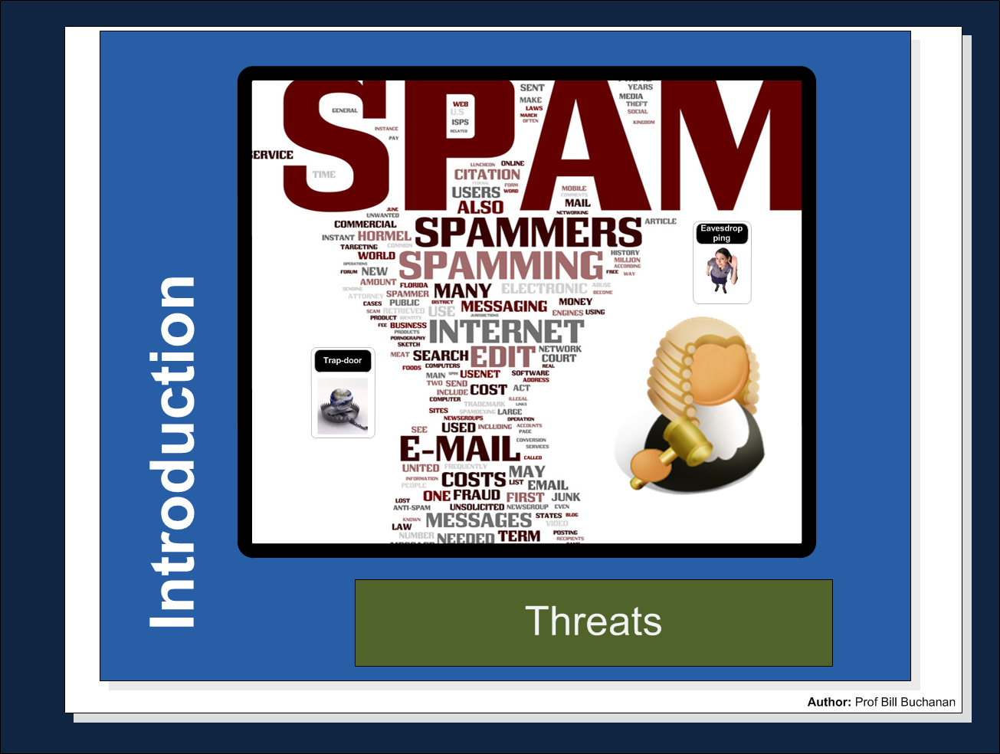 Introduction
SPAM
SENT
MAKE
LAWS
MARCH
OFTEN
YEARS
MEDIA
THEFT
SOCIAL
KINGDOM
GENERAL
WEB
U.S
ISPS
RELATED
INSTANCE
PAY
TIME
LUNCHEON ONLINE
CITATION
FORM
WORD
USERS
ALSO
MOBILE
COMMENTS
MAIL
NETWORKING
JUNE
UNWANTED
COMMERCIAL
SPAMMERS
ARTICLE
INSTANT HORMEL
TARGETING COMMON
WORLD
SPAMMING
HISTORY
MILLION
ACCORDING
FREE WAY
OPERATIONS
FORUM NEW
AMOUNT FLORIDA
SENDING
ATTORNEY SPAMMER
MANY
ELECTRONIC
ABUSE
BECOME
CASES PUBLIC DISTRICT
MESSAGING
MONEY
SCAM RETRIEVED USE JURISDICTIONS ENGINES USING
PRODUCT IDENTITY
FEE BUSINESS
PRODUCTS
PORNOGRAPHY
SKETCH
INTERNET
MEAT SEARCH EDIT
NETWORK
COURT
FOODS COMPUTERS REAL
MAIN SPIN USENET SOFTWARE
ADDRESS
TWO SEND
INCLUDE COST ACT
COMPUTER TRADEMARK ILLEGAL
LINKS
SITES SPAMDEXING LARGE
NEWSGROUPS OPERATION
SEE USED INCLUDING ACCOUNTS
PAGE
E-MAIL
CONVERSION
SERVICES
CALLED
UNITED FREQUENTLY MAY
INFORMATION
PEOPLE COSTS LIST EMAIL
ONE FRAUD FIRST JUNK
LOST
ANTI-SPAM UNSOLICITED NEWSGROUP EVEN
KNOWN MESSAGES STATES BLOG
LAW VIDEO
NUMBER NEEDED TERM POSTING
RECIPIENTS
Eavesdrop
ping
Trap-door
Threats
Author: Prof Bill Buchanan